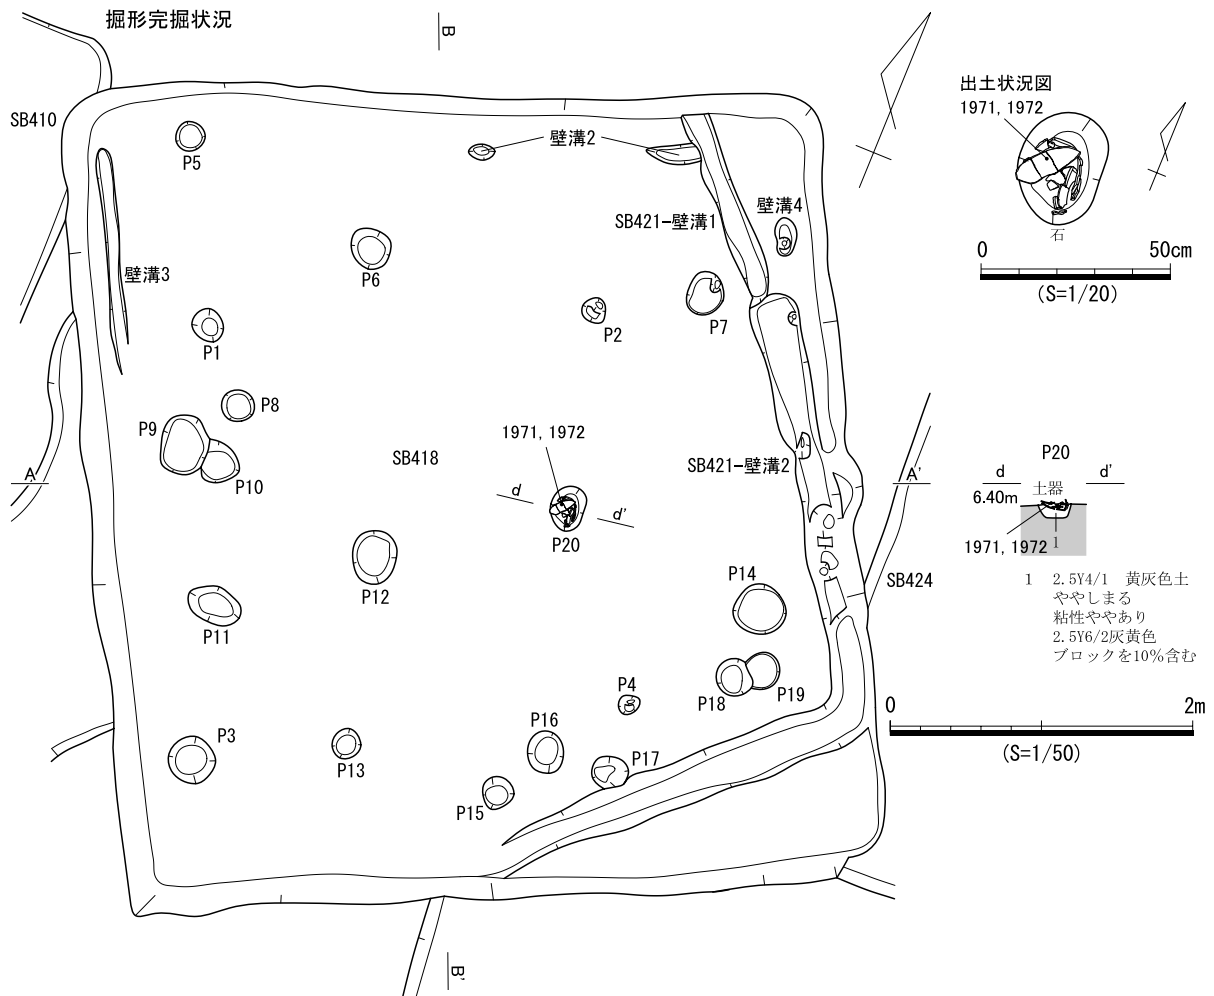 掘形完掘状況
B
出土状況図
1971, 1972
石
0 50cm
(S=1/20)
SB410
P5
壁溝2
SB421-壁溝1
壁溝4
壁溝3
P6
P1
P2
P7
P8
P9
P10
1971, 1972
SB418
SB421-壁溝2
A
A'
d
d'
P20
P20
d d'
6.40m
土器
1971, 1972
1
SB424
P12
P14
P11
1 2.5Y4/1 黄灰色土
ややしまる
粘性ややあり
2.5Y6/2灰黄色
ブロックを10%含む
P4
P18
P19
P3
P13
P16
P17
P15
0 2m
(S=1/50)
B'